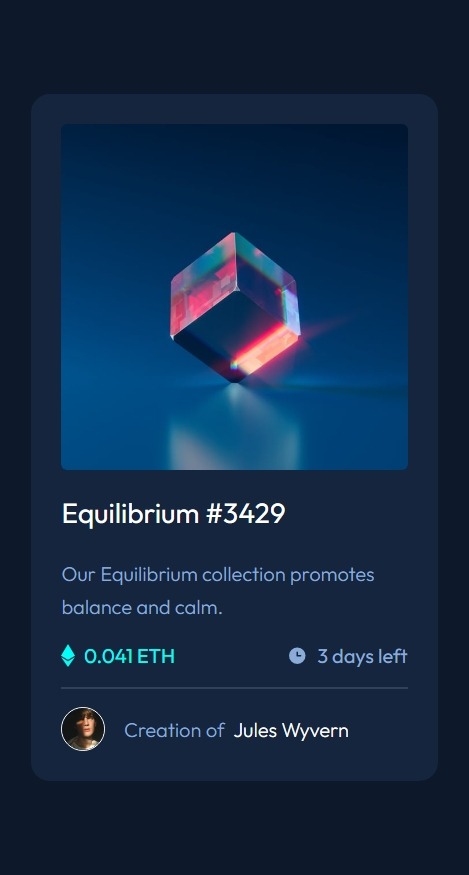 Equilibrium #3429
Our Equilibrium collection promotes
balance and calm.
0.041 ETH
3 days left
Creation of Jules Wyvern